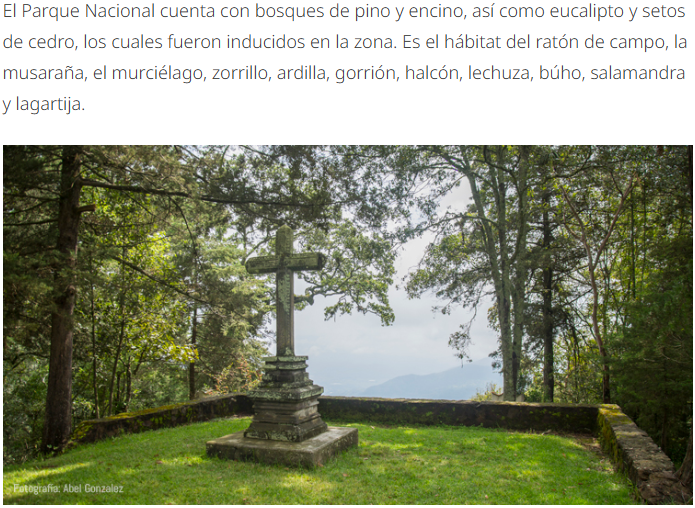 El Parque Nacional cuenta con bosques de pino y encino, así como eucalipto y setos
de cedro, los cuales fueron inducidos en la zona. Es el hábitat del ratón de campo, la
musaraña, el murciélago, zorrillo, ardilla, gorrión, halcón, lechuza, búho, salamandra
y lagartija.
Fotografía: Abel González